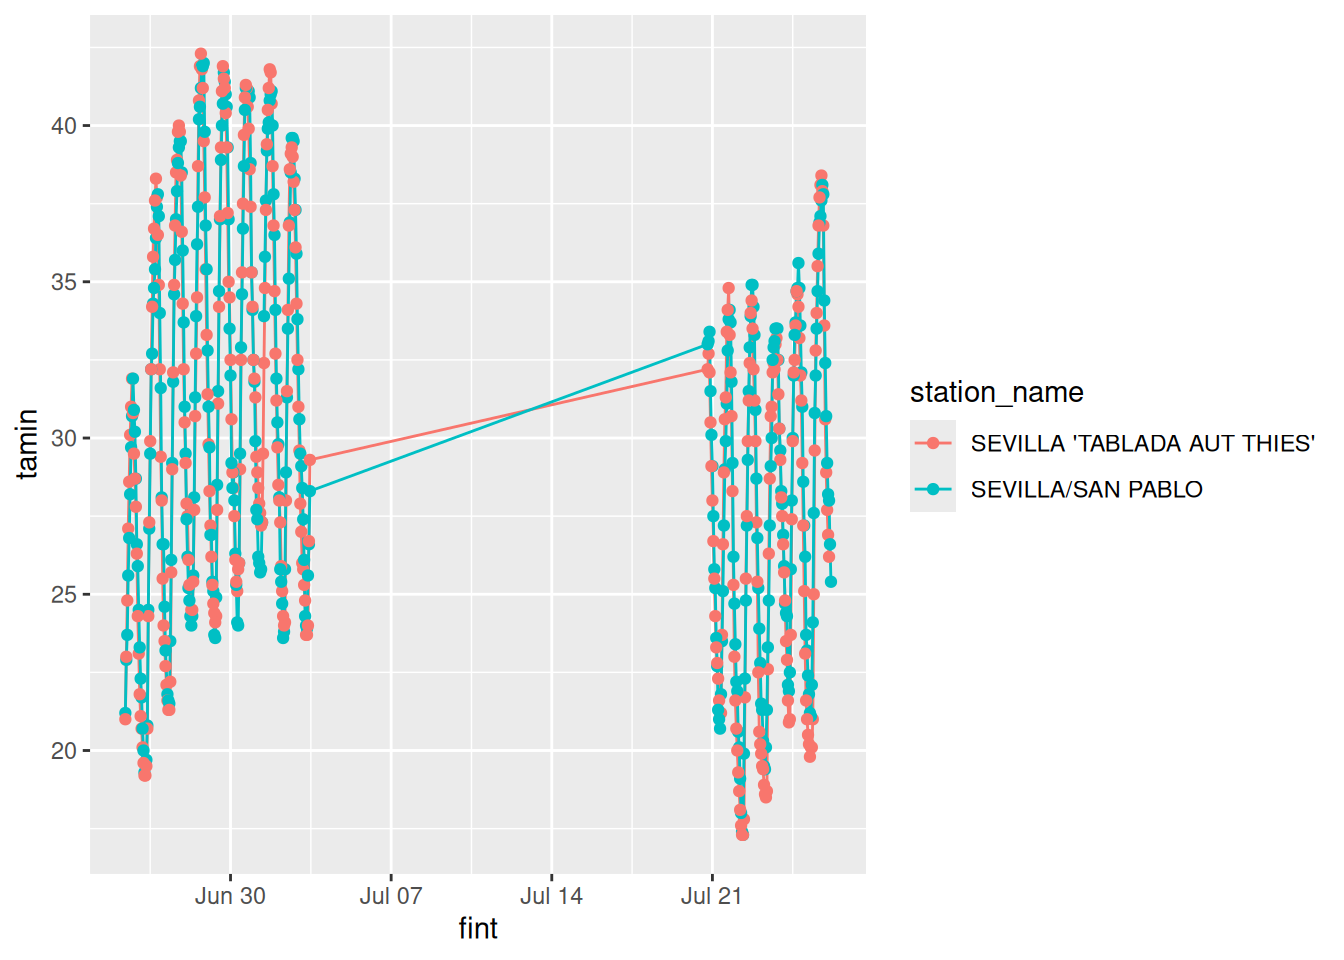 tamin
40
35
30
25
20
Jun 30
Jul 07
Jul 14
Jul 21
fint
station_name
SEVILLA 'TABLADA AUT THIES'
SEVILLA/SAN PABLO